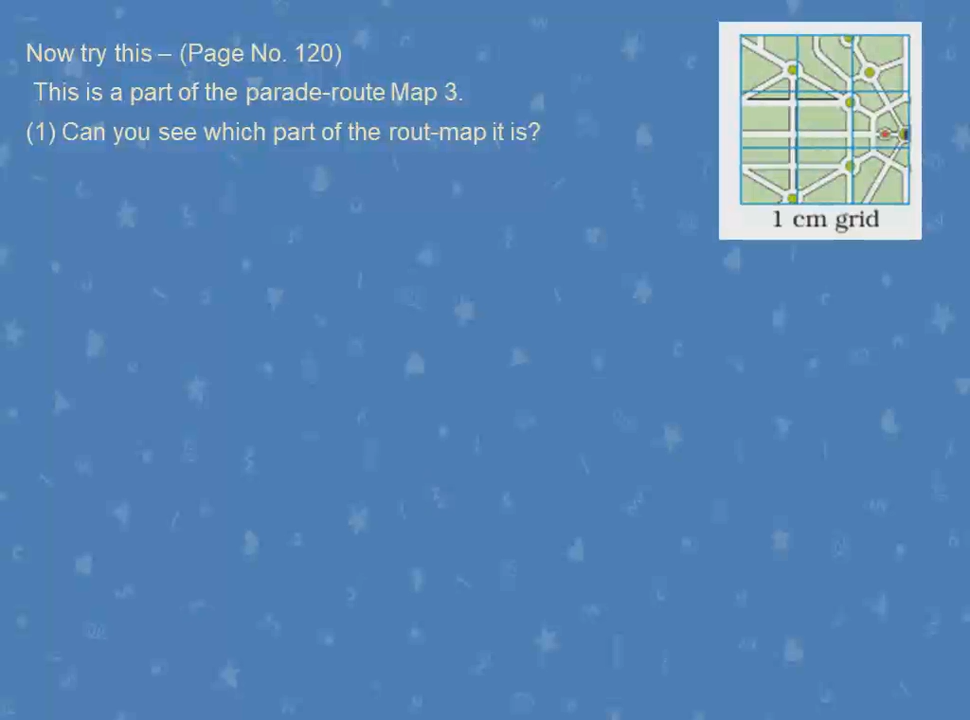 Now try this – (Page No. 120)
This is a part of the parade-route Map 3.
(1) Can you see which part of the rout-map it is?
1 cm grid